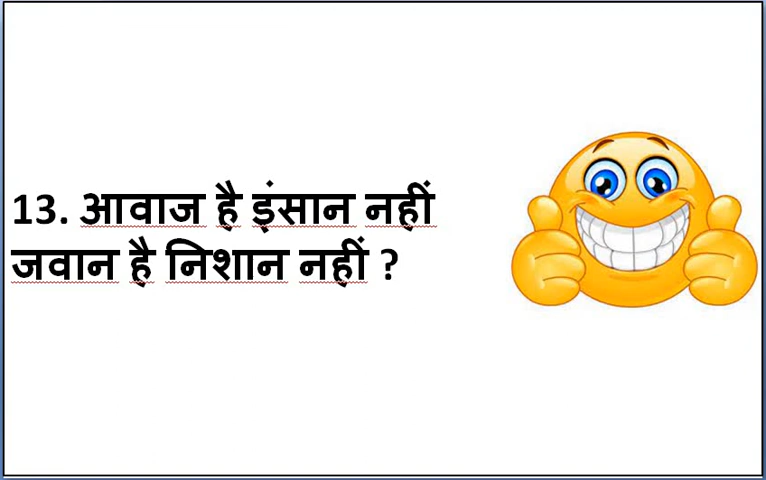 13. आवाज है इंसान नहीं
जवान है निशान नहीं ?